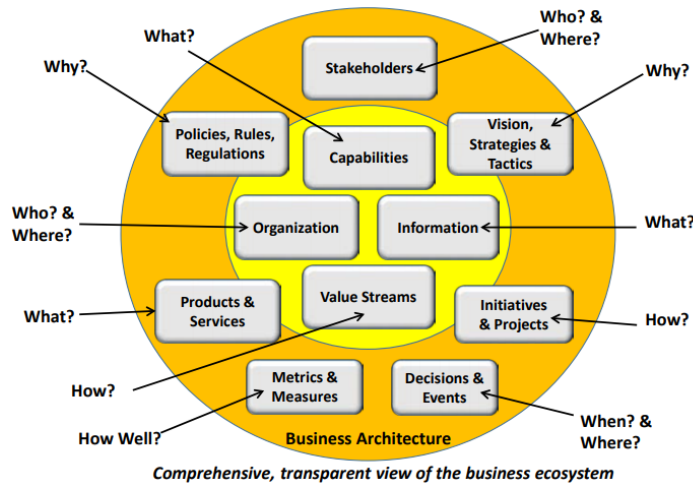 Who? &
Where?
What?
Stakeholders
Why?
Why?
Policies, Rules,
Regulations
Vision,
Strategies &
Tactics
Capabilities
Who? &
Where?
Organization
Information
What?
Products &
Services
What?
Value Streams
Initiatives
& Projects
How?
How?
Metrics &
Measures
Decisions &
Events
How Well?
Business Architecture
When? &
Where?
Comprehensive, transparent view of the business ecosystem